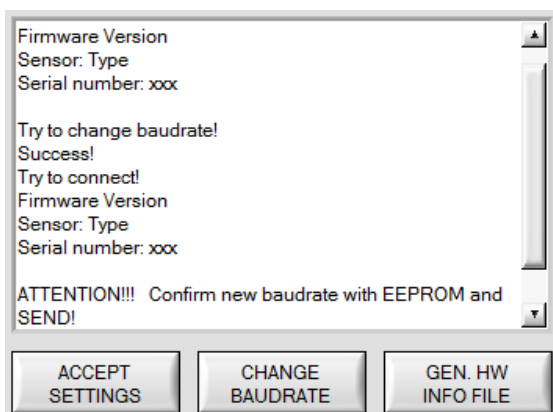 Firmware Version
Sensor: Type
Serial number: xxx

Try to change baudrate!
Success!
Try to connect!
Firmware Version
Sensor: Type
Serial number: xxx

ATTENTION!!!   Confirm new baudrate with EEPROM and
SEND!
ACCEPT
SETTINGS
CHANGE
BAUDRATE
GEN. HW
INFO FILE